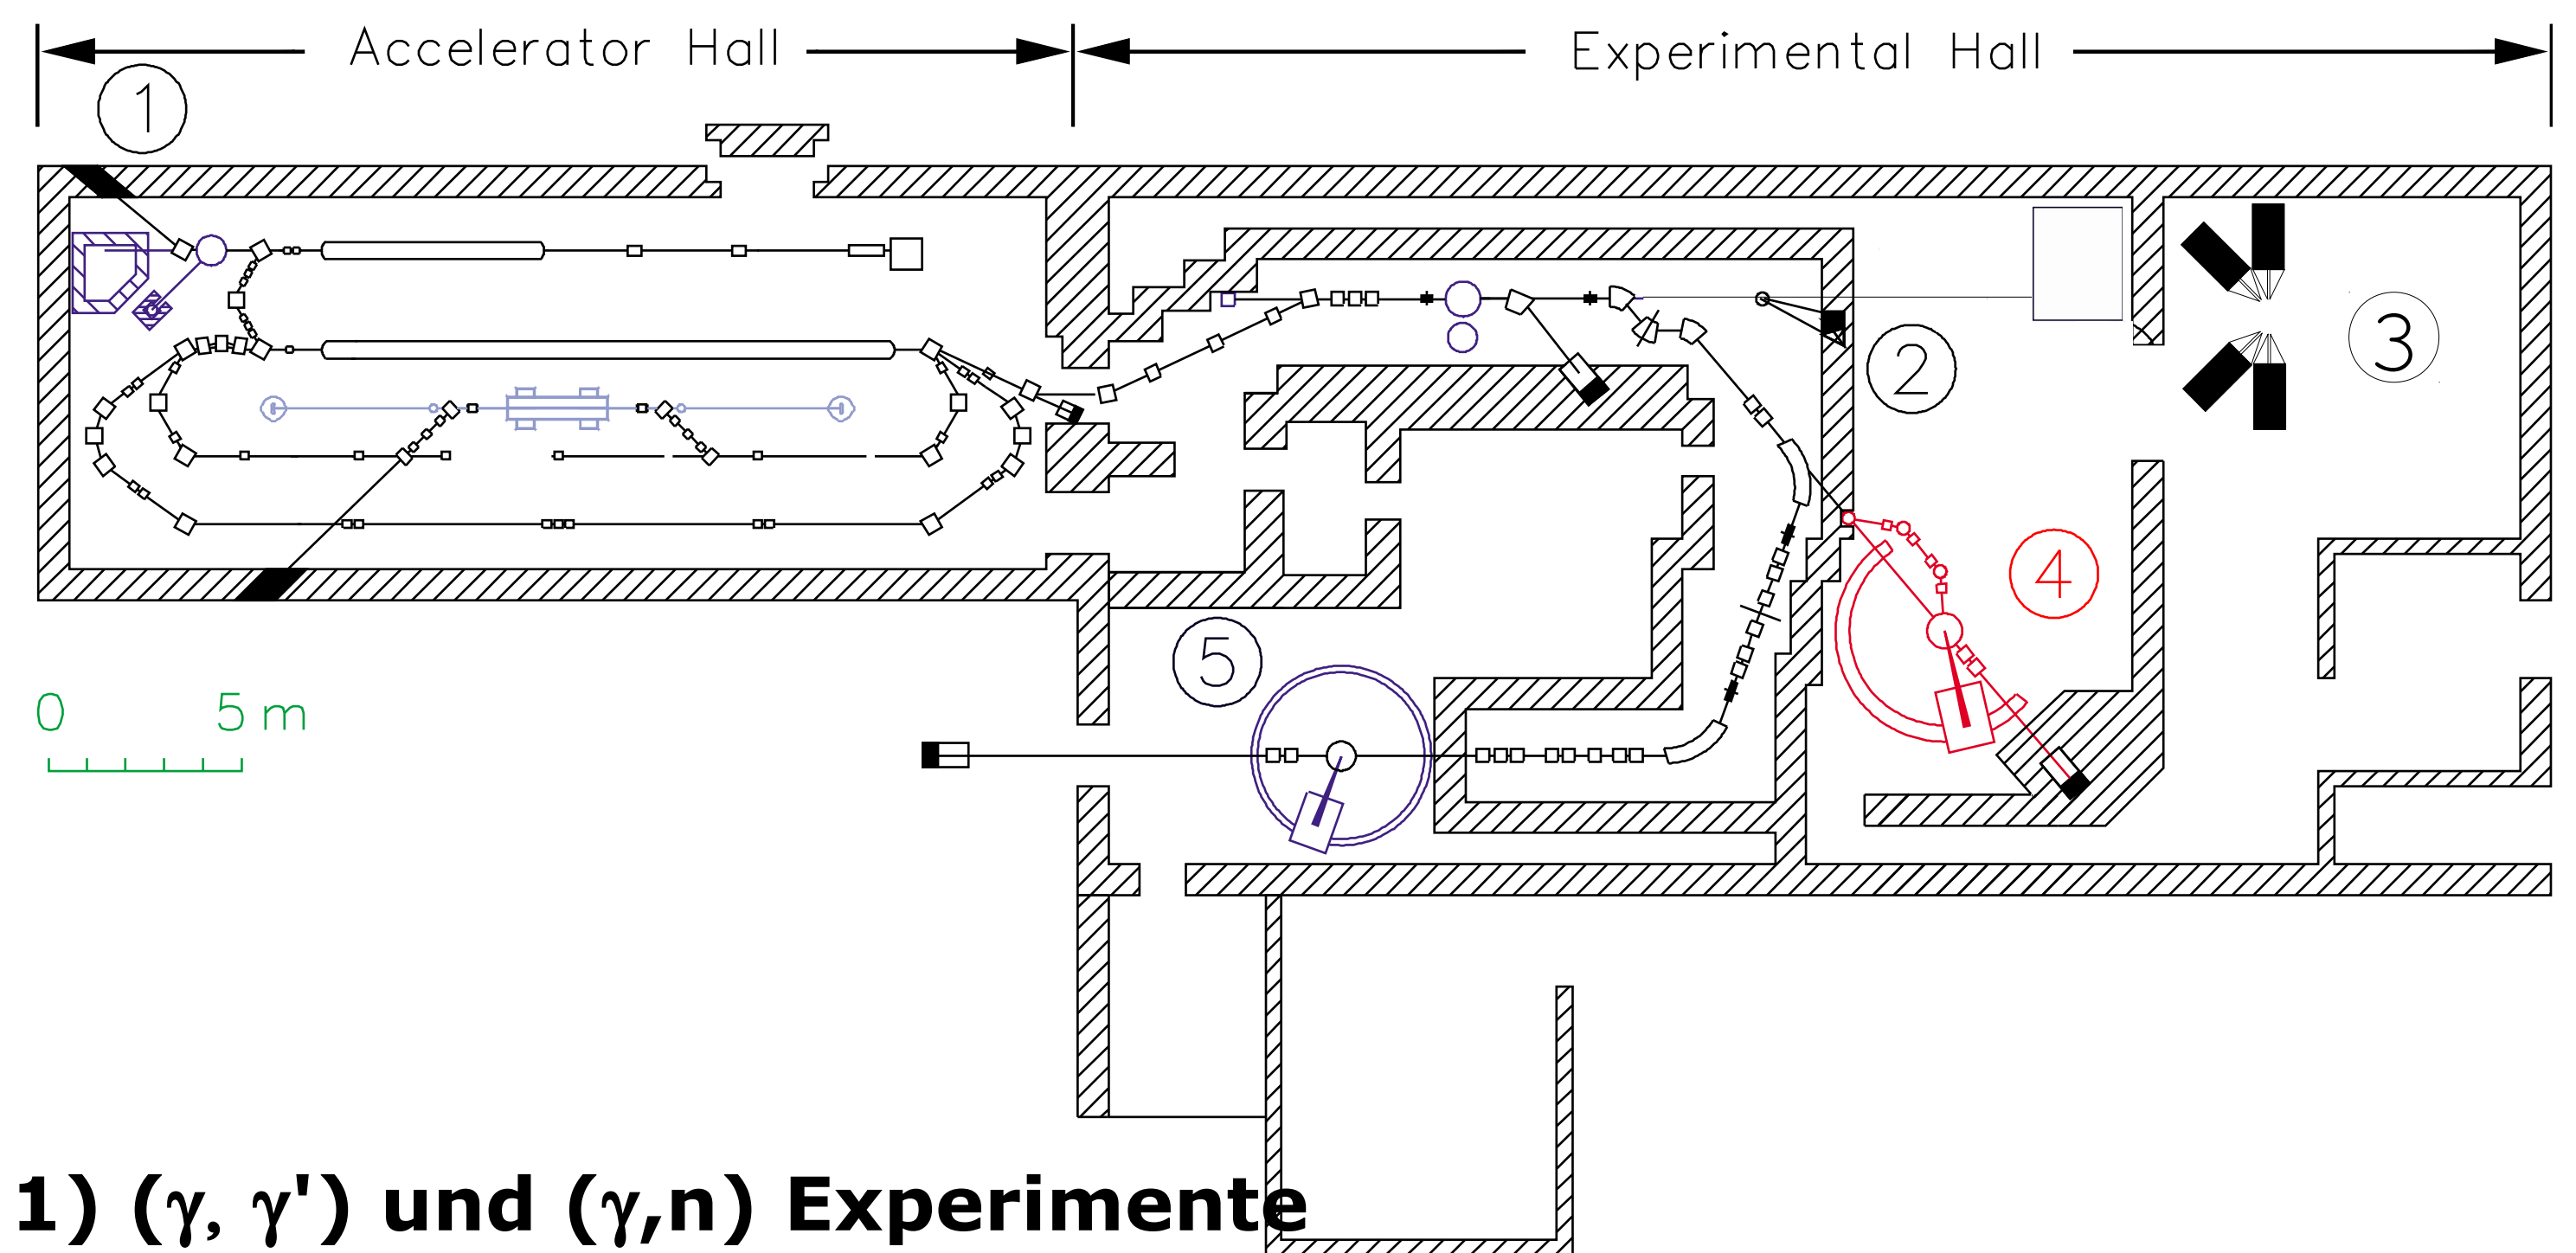 Accelerator Hall
Experimental Hall
1
2
3
4
5
0 5 m
1) (γ, γ') und (γ,n) Experimente